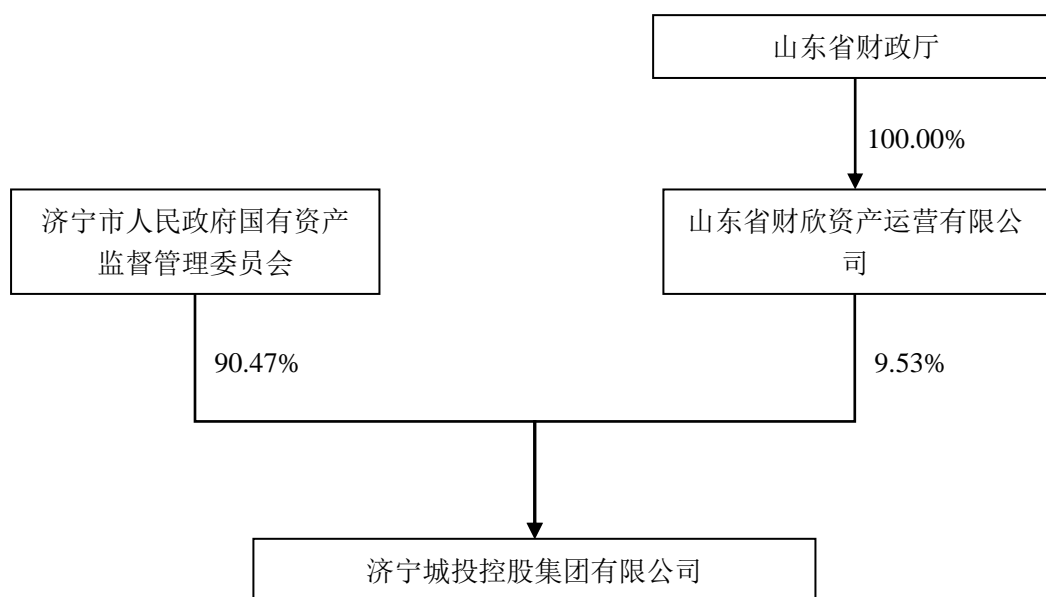 山东省财政厅
100.00%
济宁市人民政府国有资产
监督管理委员会
山东省财欣资产运营有限公
司
90.47%
9.53%
济宁城投控股集团有限公司